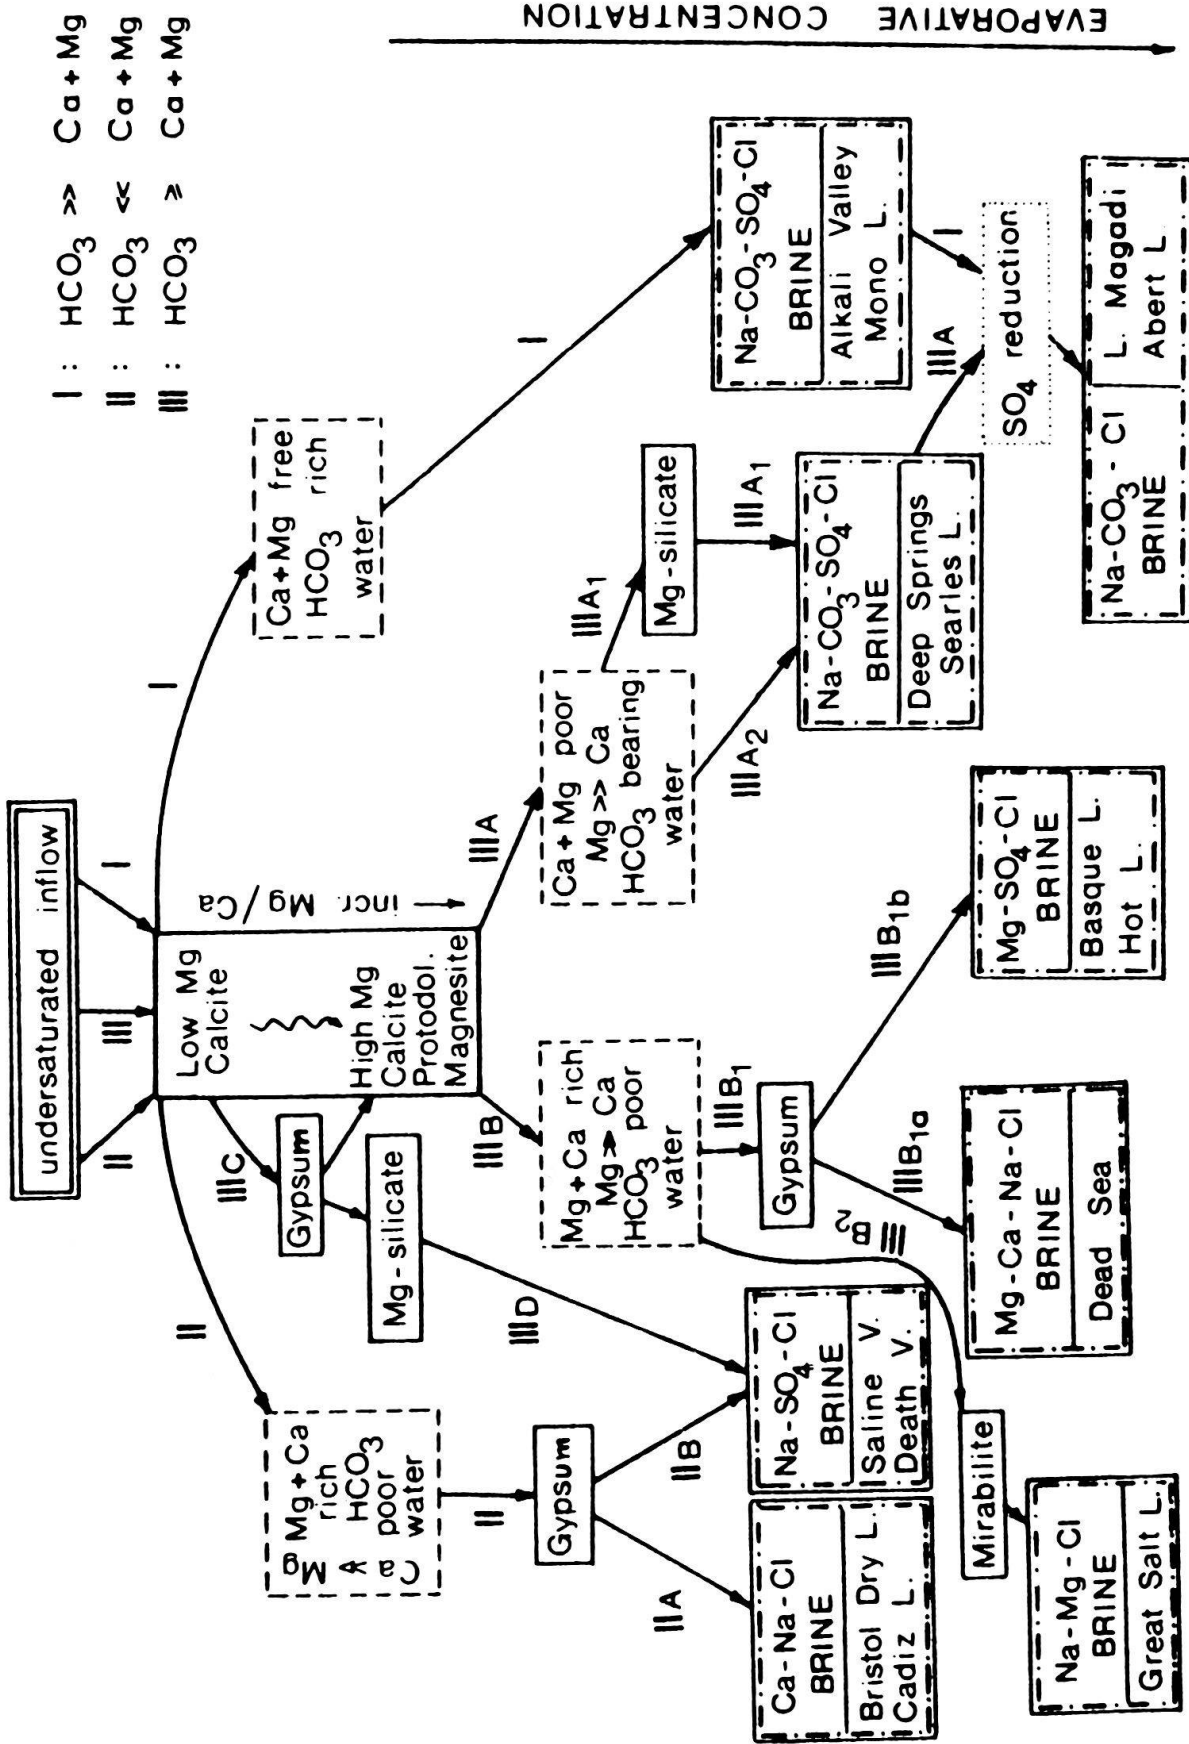 I : HCO3 >> Ca+Mg
II : HCO3 << Ca+Mg
III : HCO3 ≥ Ca+Mg
EVAPORATIVE CONCENTRATION
undersaturated inflow
II
III
I
Low Mg
Calcite
High Mg
Calcite
Protodol.
Magnesite
incr. Mg/Ca →
II
IIIC
I
Gypsum
Mg-silicate
IIID
IIIB
IIIA
Mg Mg+Ca
rich
HCO3
poor
Ca water
II
Gypsum
IIA
IIB
Ca+Mg free
HCO3 rich
water
I
Mg+Ca rich
Mg>>Ca
HCO3 poor
water
IIIB1
IIIB2
Gypsum
IIIB1a
IIIB1b
Ca+Mg poor
Mg>>Ca
HCO3 bearing
water
IIIA1
IIIA2
Mg-silicate
IIIA1
Ca-Na-Cl
BRINE
Bristol Dry L.
Cadiz L.
Na-SO4-Cl
BRINE
Saline V.
Death V.
Na-CO3-SO4-Cl
BRINE
Deep Springs
Searles L.
Na-CO3-SO4-Cl
BRINE
Alkali Valley
Mono L.
IIIA
I
SO4 reduction
Mirabilite
Na-Mg-Cl
BRINE
Great Salt L.
Mg-Ca-Na-Cl
BRINE
Dead Sea
Mg-SO4-Cl
BRINE
Basque L.
Hot L.
Na-CO3-Cl
BRINE
L. Magadi
Abert L